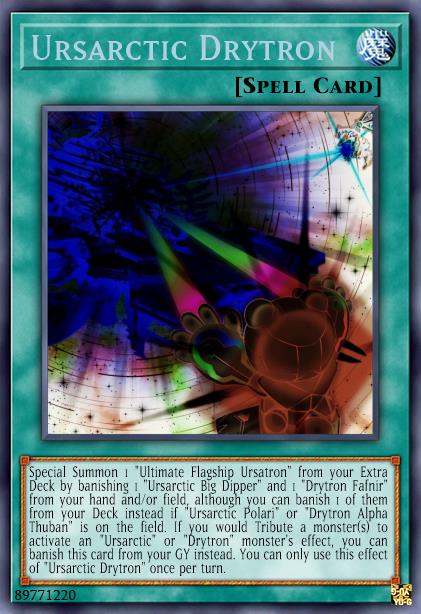 Ursarctic Drytron
魔
[Spell Card]
Special Summon 1 "Ultimate Flagship Ursatron" from your Extra
Deck by banishing 1 "Ursarctic Big Dipper" and 1 "Drytron Fafnir"
from your hand and/or field, although you can banish 1 of them
from your Deck instead if "Ursarctic Polari" or "Drytron Alpha
Thuban" is on the field. If you would Tribute a monster(s) to
activate an "Ursarctic" or "Drytron" monster's effect, you can
banish this card from your GY instead. You can only use this effect
of "Ursarctic Drytron" once per turn.
89771220